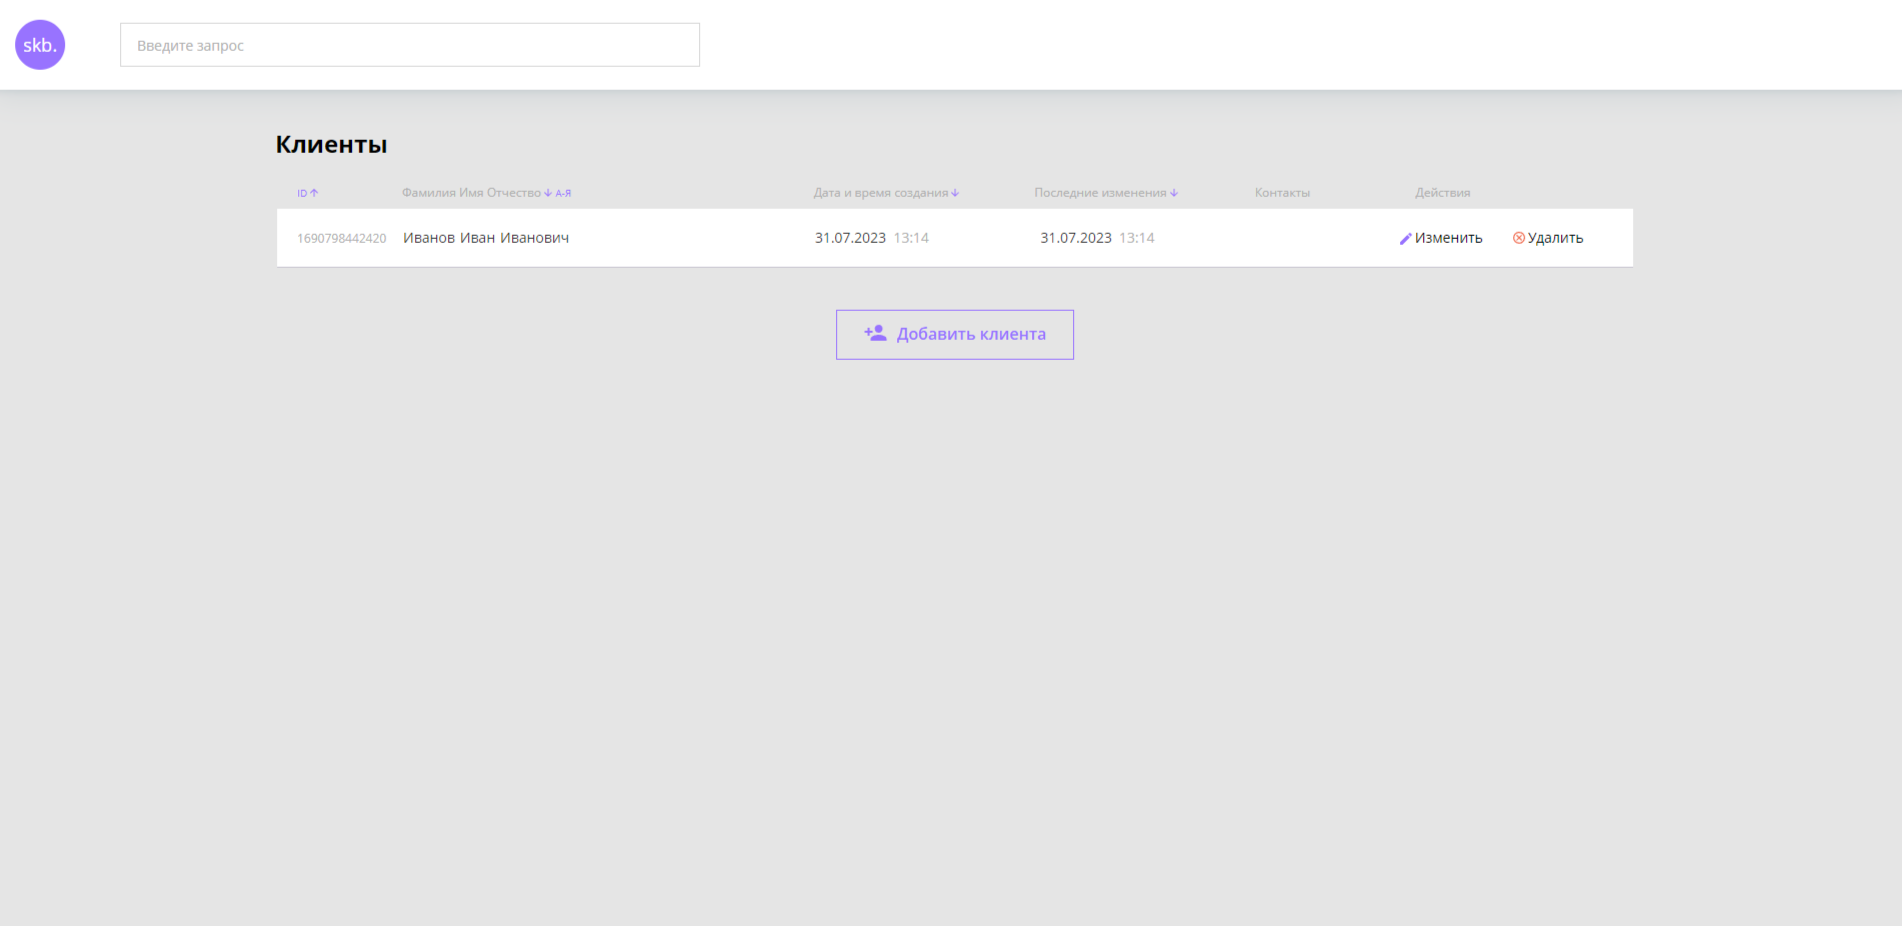 skb.
Введите запрос
Клиенты
ID Фамилия Имя Отчество А-Я Дата и время создания Последние изменения Контакты Действия
1690798442420 Иванов Иван Иванович 31.07.2023 13:14 31.07.2023 13:14 Изменить Удалить
Добавить клиента